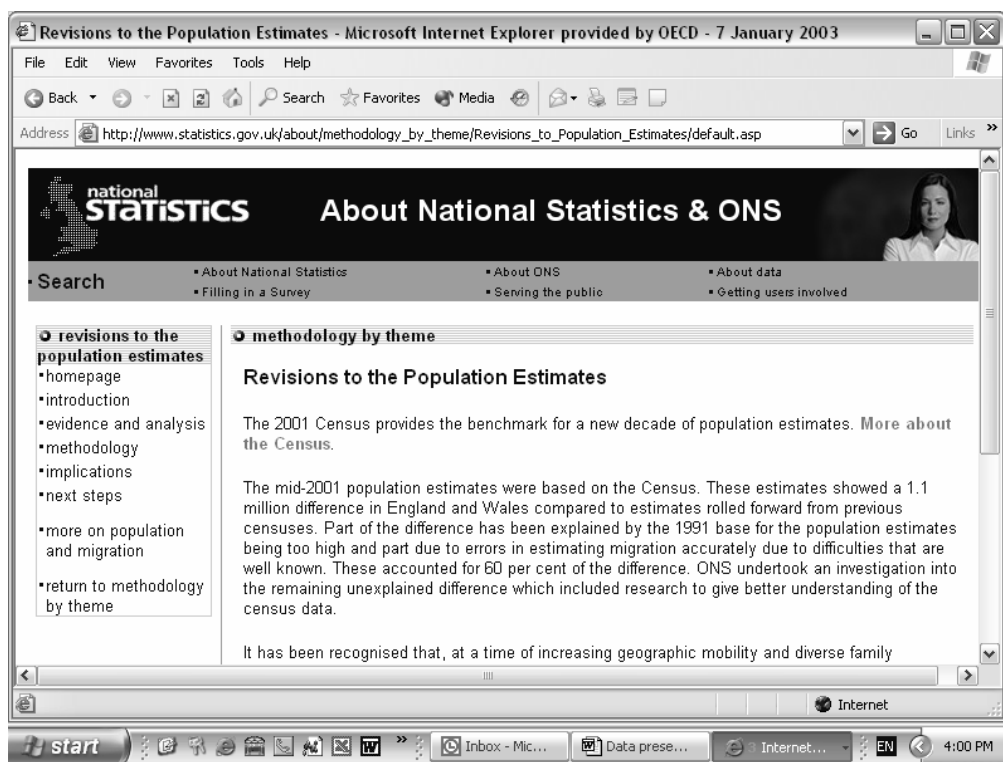 Revisions to the Population Estimates - Microsoft Internet Explorer provided by OECD - 7 January 2003
File Edit View Favorites Tools Help
Back Search Favorites Media
Address http://www.statistics.gov.uk/about/methodology_by_theme/Revisions_to_Population_Estimates/default.asp Go Links »
national
STATISTICS About National Statistics & ONS
Search
About National Statistics About ONS About data
Filling in a Survey Serving the public Getting users involved
revisions to the
population estimates
homepage
introduction
evidence and analysis
methodology
implications
next steps
more on population
and migration
return to methodology
by theme
methodology by theme
Revisions to the Population Estimates
The 2001 Census provides the benchmark for a new decade of population estimates. More about
the Census.
The mid-2001 population estimates were based on the Census. These estimates showed a 1.1
million difference in England and Wales compared to estimates rolled forward from previous
censuses. Part of the difference has been explained by the 1991 base for the population estimates
being too high and part due to errors in estimating migration accurately due to difficulties that are
well known. These accounted for 60 per cent of the difference. ONS undertook an investigation into
the remaining unexplained difference which included research to give better understanding of the
census data.
It has been recognised that, at a time of increasing geographic mobility and diverse family
Internet
start » Inbox - Mic... Data prese... 3 Internet... EN 4:00 PM